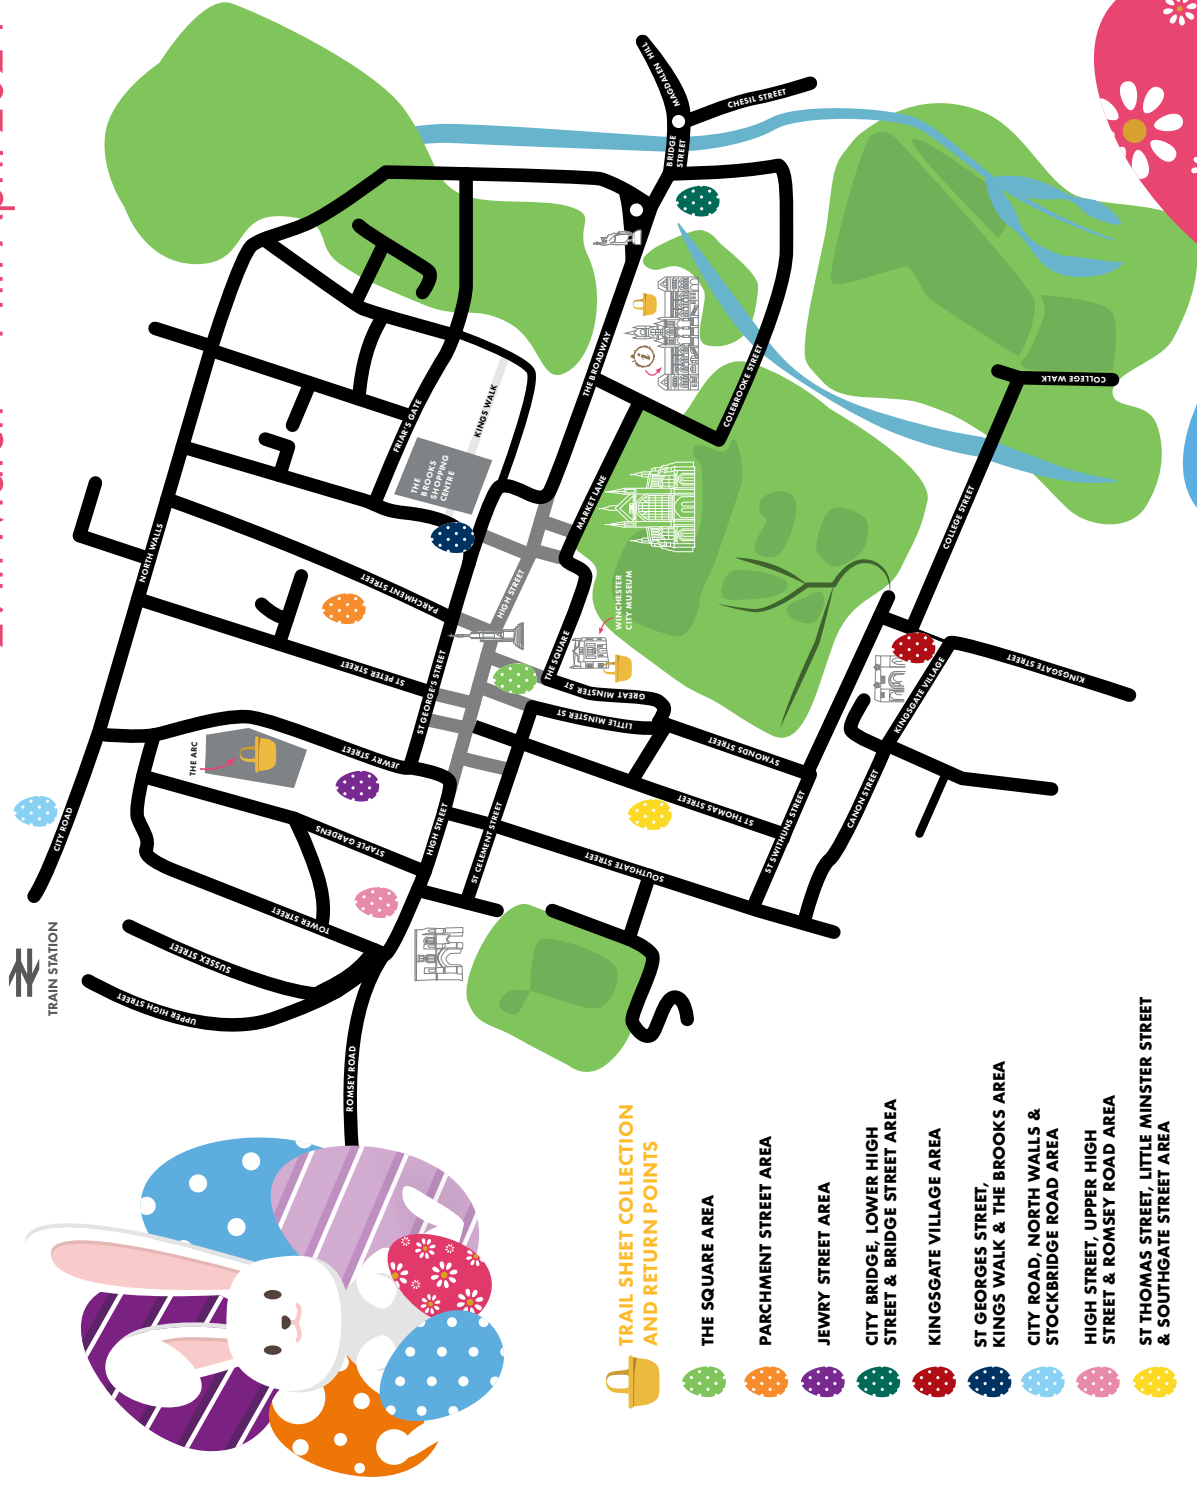 MAGDALEN HILL
CHESIL STREET
BRIDGE
STREET
THE BROADWAY
COLEBROOKE STREET
COLLEGE WALK
COLLEGE STREET
KINGS WALK
FRIAR'S GATE
THE
BROOKS
SHOPPING
CENTRE
MARKET LANE
NORTH WALLS
PARCHMENT STREET
HIGH STREET
WINCHESTER
CITY MUSEUM
THE SQUARE
ST PETER STREET
ST GEORGE'S STREET
GREAT MINSTER ST
LITTLE MINSTER ST
SYMONDS STREET
KINGSGATE STREET
KINGSGATE VILLAGE
THE ARC
JEWRY STREET
CITY ROAD
STAPLE GARDENS
HIGH STREET
ST CELEMENT STREET
ST THOMAS STREET
SOUTHGATE STREET
ST SWITHUNS STREET
CANON STREET
TOWER STREET
SUSSEX STREET
UPPER HIGH STREET
TRAIN STATION
ROMSEY ROAD
TRAIL SHEET COLLECTION
AND RETURN POINTS
THE SQUARE AREA
PARCHMENT STREET AREA
JEWRY STREET AREA
CITY BRIDGE, LOWER HIGH
STREET & BRIDGE STREET AREA
KINGSGATE VILLAGE AREA
ST GEORGES STREET,
KINGS WALK & THE BROOKS AREA
CITY ROAD, NORTH WALLS &
STOCKBRIDGE ROAD AREA
HIGH STREET, UPPER HIGH
STREET & ROMSEY ROAD AREA
ST THOMAS STREET, LITTLE MINSTER STREET
& SOUTHGATE STREET AREA